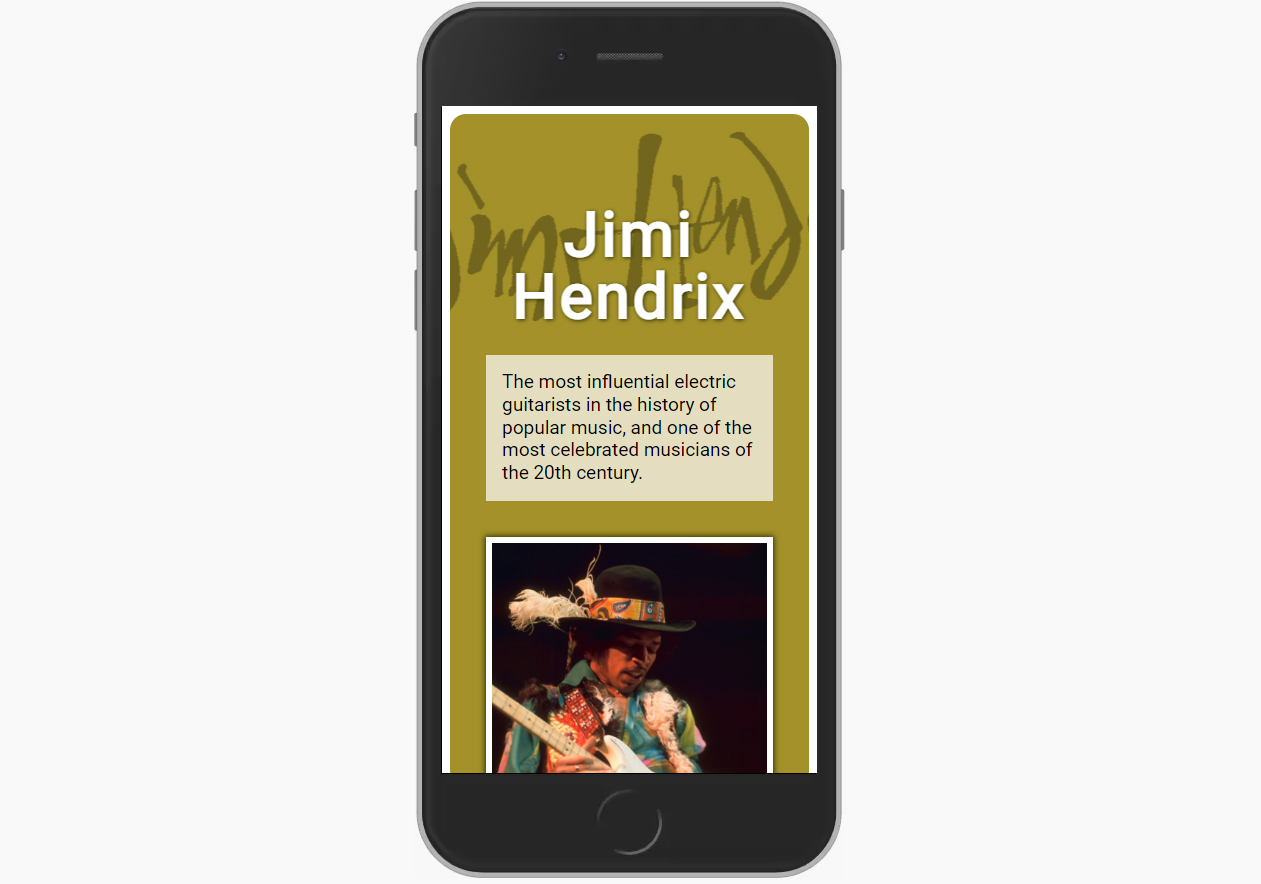 Jimi
Hendrix
The most influential electric
guitarists in the history of
popular music, and one of the
most celebrated musicians of
the 20th century.